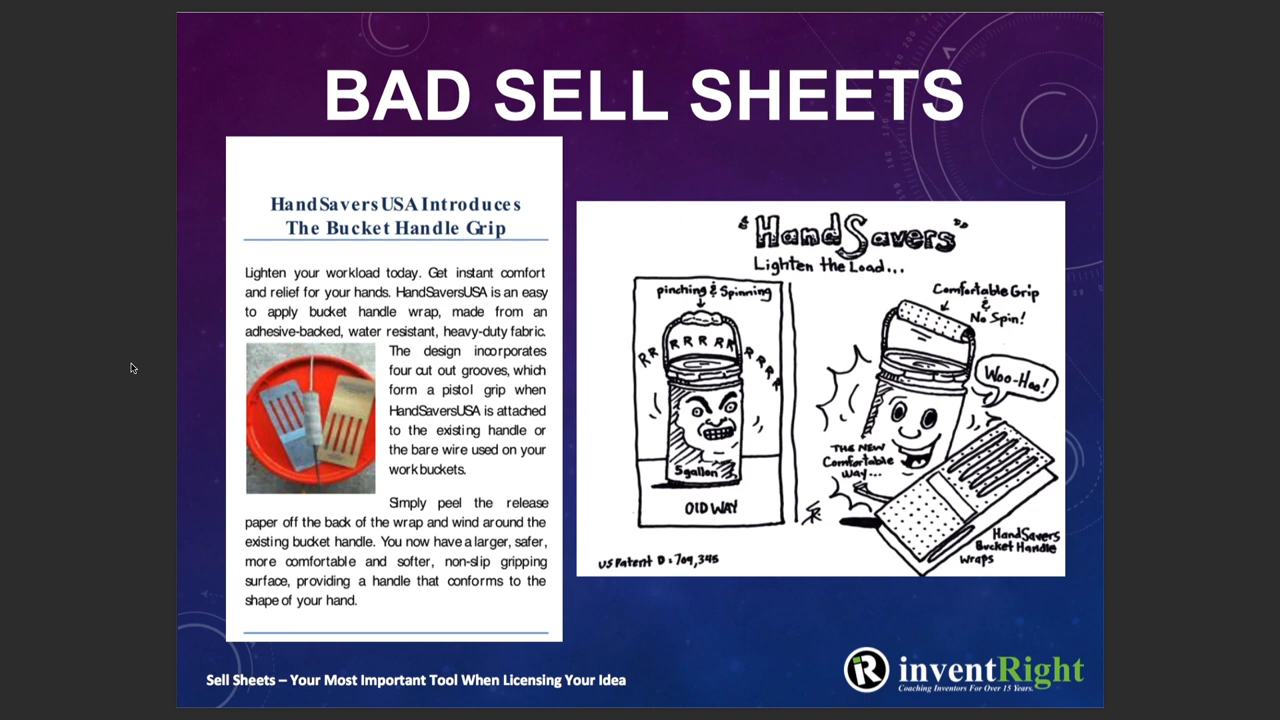 BAD SELL SHEETS
HandSaversUSA Introduces
The Bucket Handle Grip
Lighten your workload today. Get instant comfort
and relief for your hands. HandSaversUSA is an easy
to apply bucket handle wrap, made from an
adhesive-backed, water resistant, heavy-duty fabric.
The design incorporates
four cut out grooves, which
form a pistol grip when
HandSaversUSA is attached
to the existing handle or
the bare wire used on your
work buckets.
Simply peel the release
paper off the back of the wrap and wind around the
existing bucket handle. You now have a larger, safer,
more comfortable and softer, non-slip gripping
surface, providing a handle that conforms to the
shape of your hand.
"HandSavers"
Lighten the Load...
pinching & Spinning
RR R R R RR R R R R
5gallon
OLD WAY
Comfortable Grip
&
No Spin!
Woo-Hoo!
THE NEW
Comfortable
way...
HandSavers
Bucket Handle
Wraps
US Patent D: 709,345
Sell Sheets – Your Most Important Tool When Licensing Your Idea
iR inventRight
Coaching Inventors For Over 15 Years.